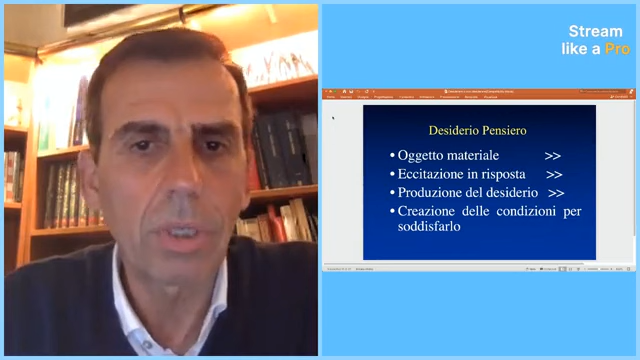 Stream
like a Pro
Desiderio Pensiero
• Oggetto materiale >>
• Eccitazione in risposta >>
• Produzione del desiderio >>
• Creazione delle condizioni per
soddisfarlo